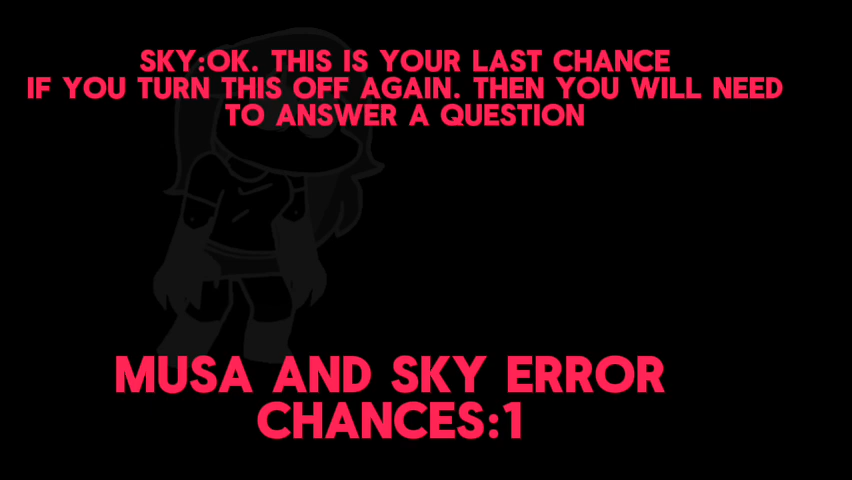 SKY:OK. THIS IS YOUR LAST CHANCE
IF YOU TURN THIS OFF AGAIN. THEN YOU WILL NEED
TO ANSWER A QUESTION
MUSA AND SKY ERROR
CHANCES:1